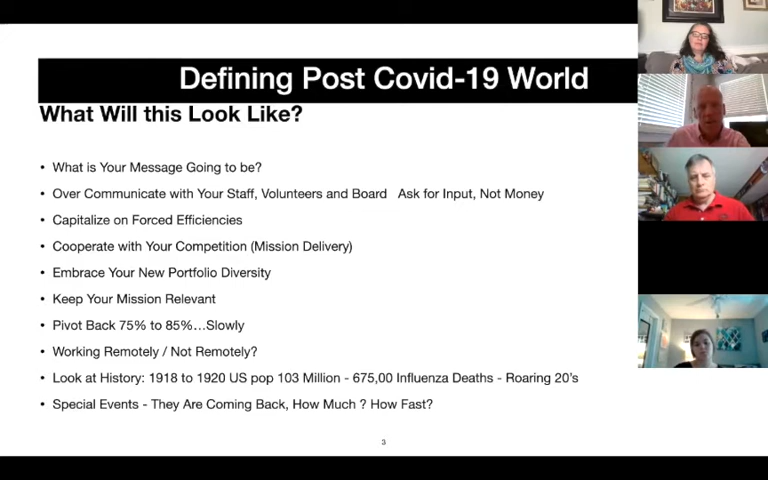 Defining Post Covid-19 World
What Will this Look Like?
• What is Your Message Going to be?
• Over Communicate with Your Staff, Volunteers and Board   Ask for Input, Not Money
• Capitalize on Forced Efficiencies
• Cooperate with Your Competition (Mission Delivery)
• Embrace Your New Portfolio Diversity
• Keep Your Mission Relevant
• Pivot Back 75% to 85%...Slowly
• Working Remotely / Not Remotely?
• Look at History: 1918 to 1920 US pop 103 Million - 675,00 Influenza Deaths - Roaring 20's
• Special Events - They Are Coming Back, How Much ? How Fast?
3